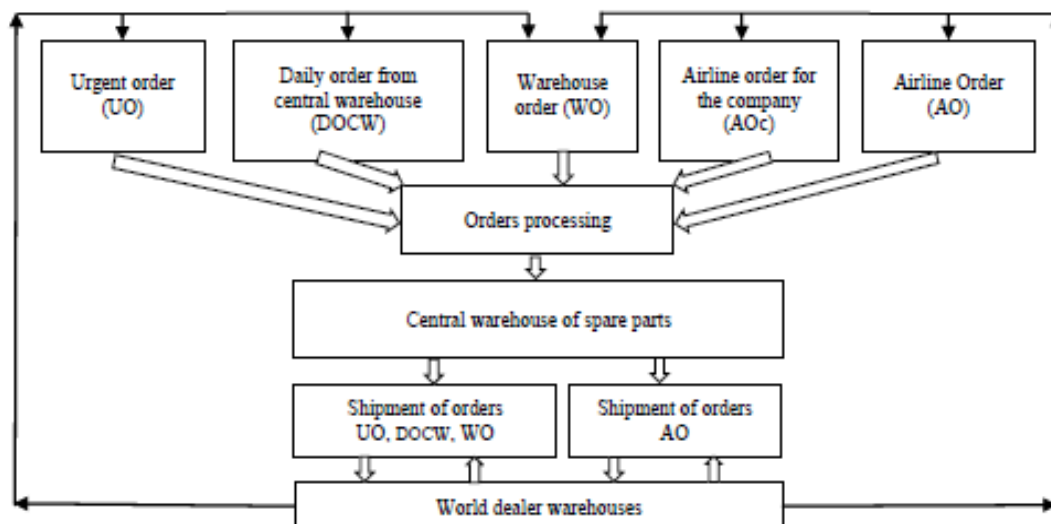 Urgent order
(UO)
Daily order from
central warehouse
(DOCW)
Warehouse
order (WO)
Airline order for
the company
(AOc)
Airline Order
(AO)
Orders processing
Central warehouse of spare parts
Shipment of orders
UO, DOCW, WO
Shipment of orders
AO
World dealer warehouses